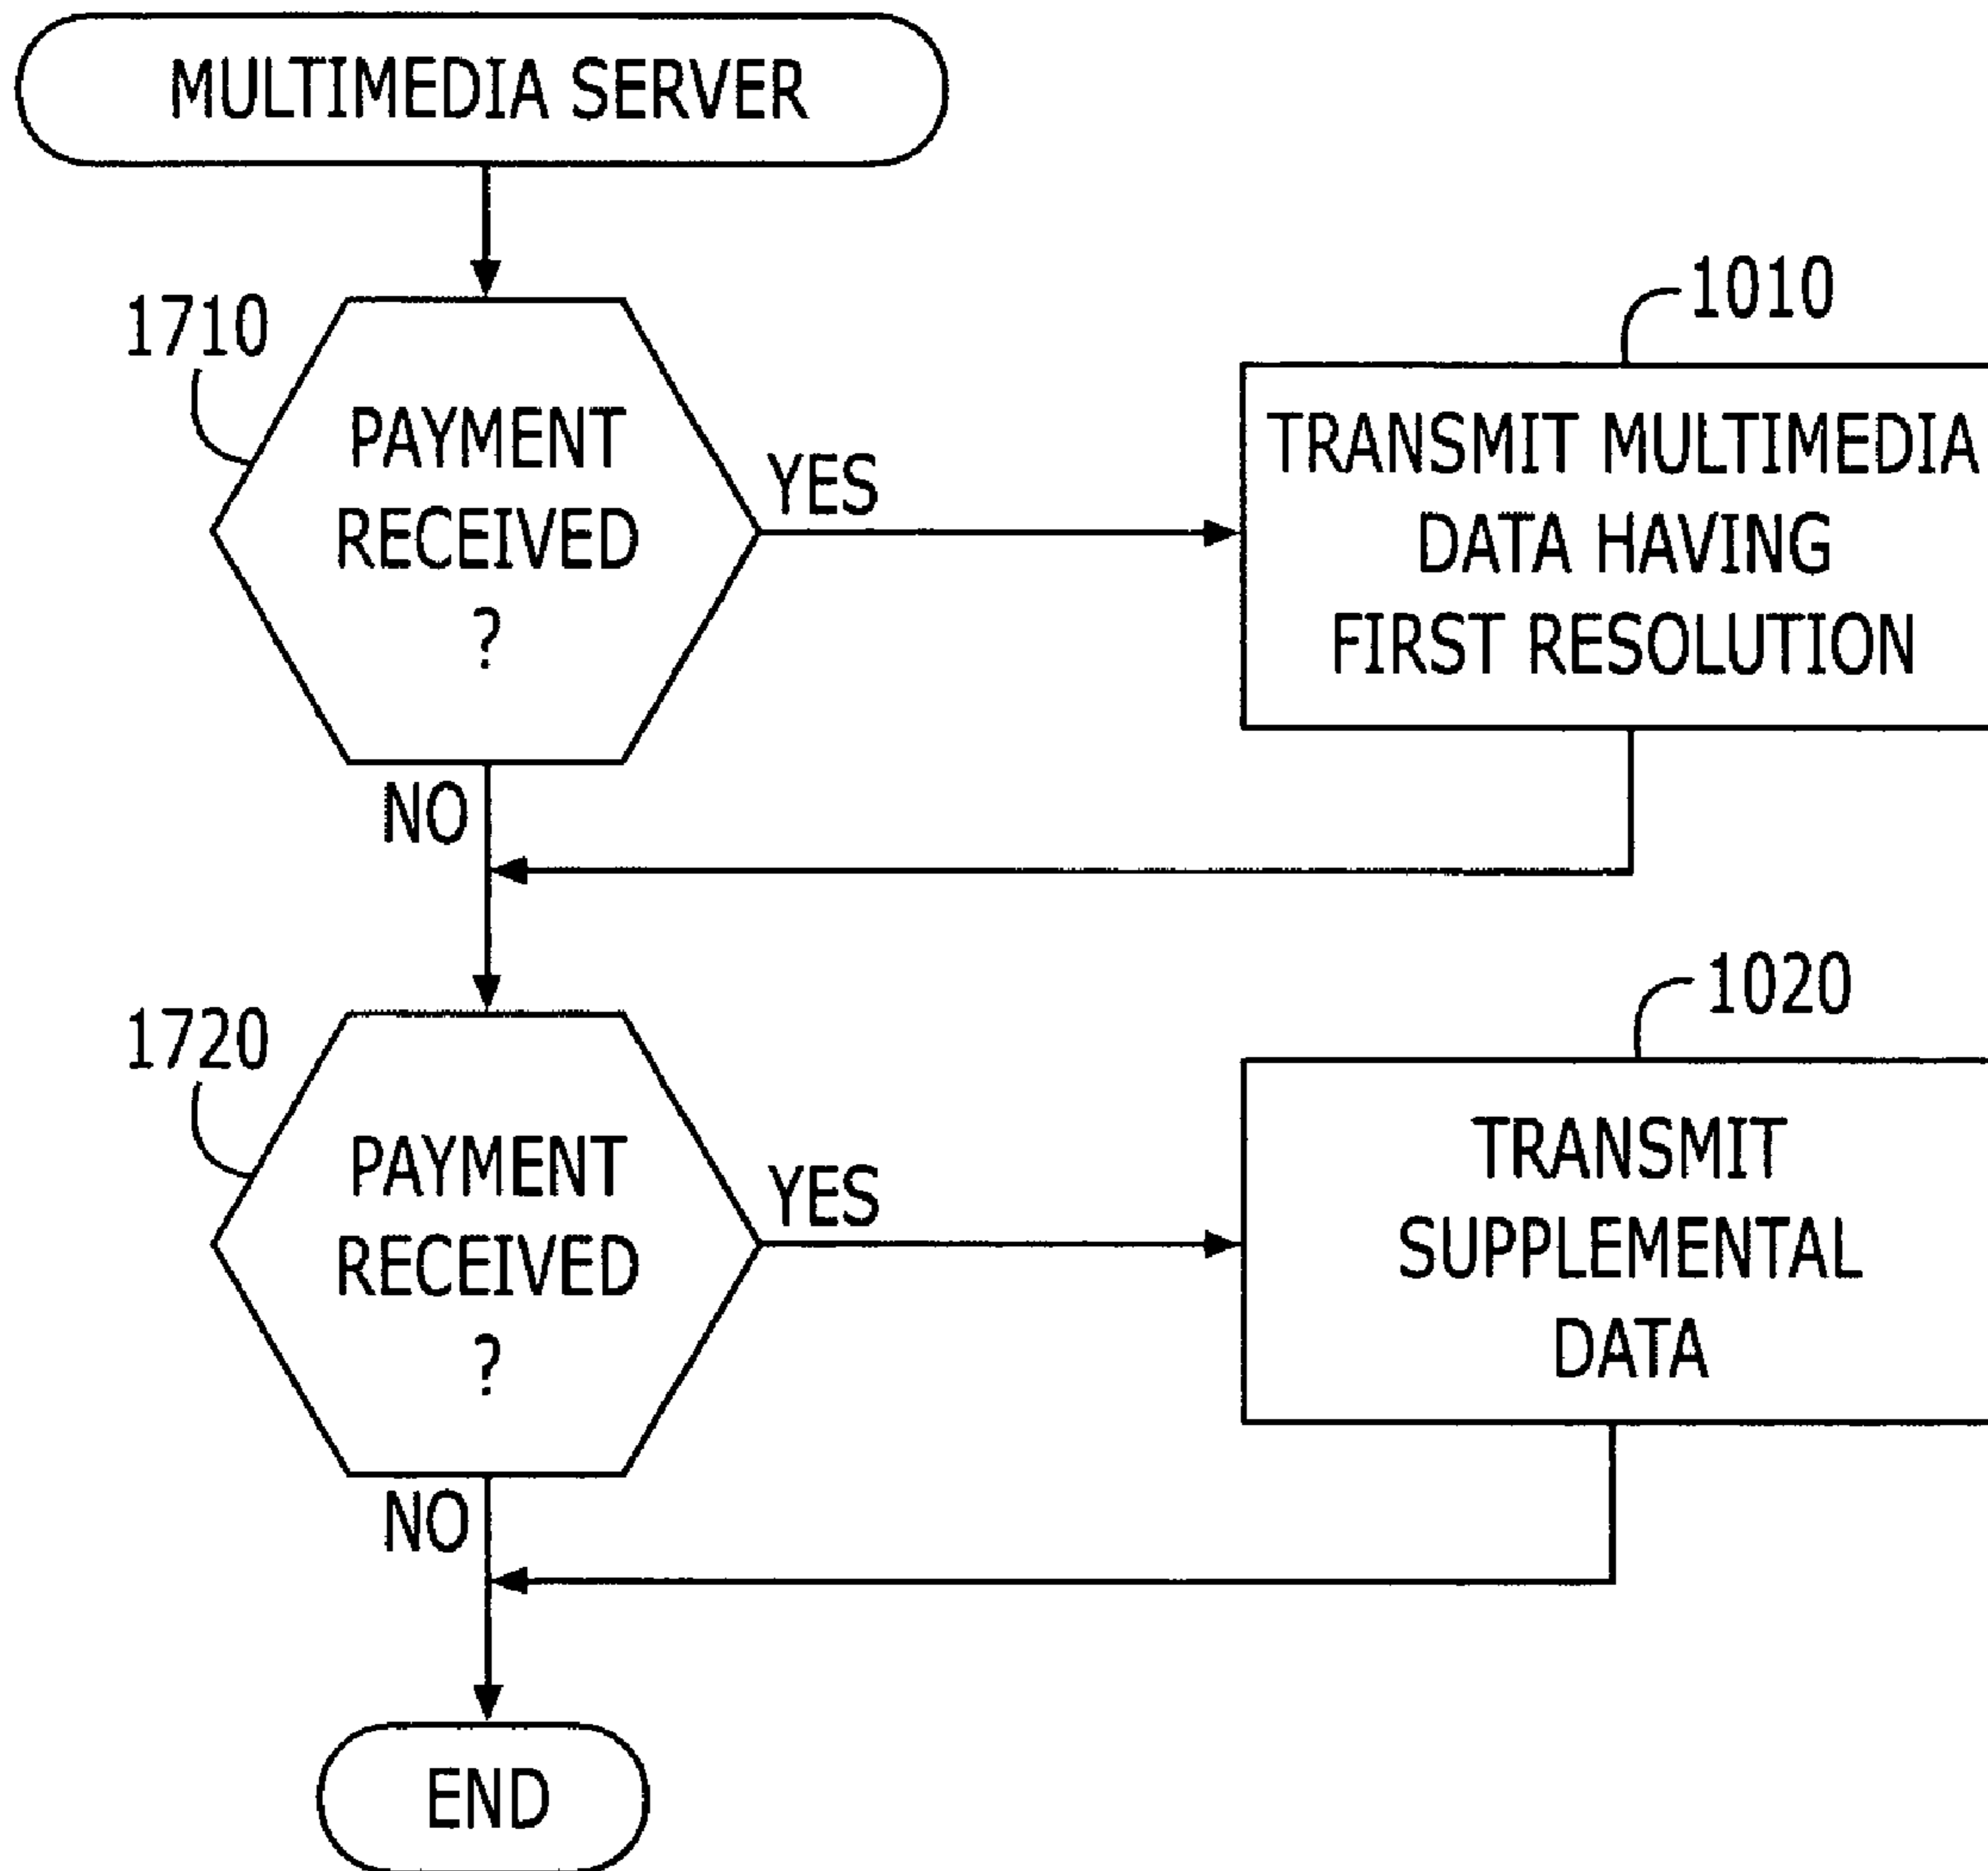 MULTIMEDIA SERVER
1710
PAYMENT
RECEIVED
?
YES
NO
1010
TRANSMIT MULTIMEDIA
DATA HAVING
FIRST RESOLUTION
1720
PAYMENT
RECEIVED
?
YES
NO
1020
TRANSMIT
SUPPLEMENTAL
DATA
END